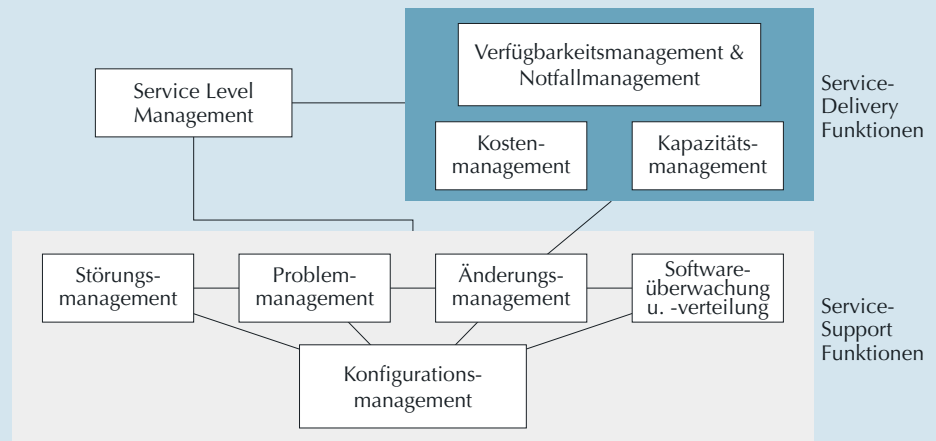 Verfügbarkeitsmanagement &
Notfallmanagement
Service Level
Management
Service-
Delivery
Funktionen
Kosten-
management
Kapazitäts-
management
Störungs-
management
Problem-
management
Änderungs-
management
Software-
überwachung
u. -verteilung
Service-
Support
Funktionen
Konfigurations-
management